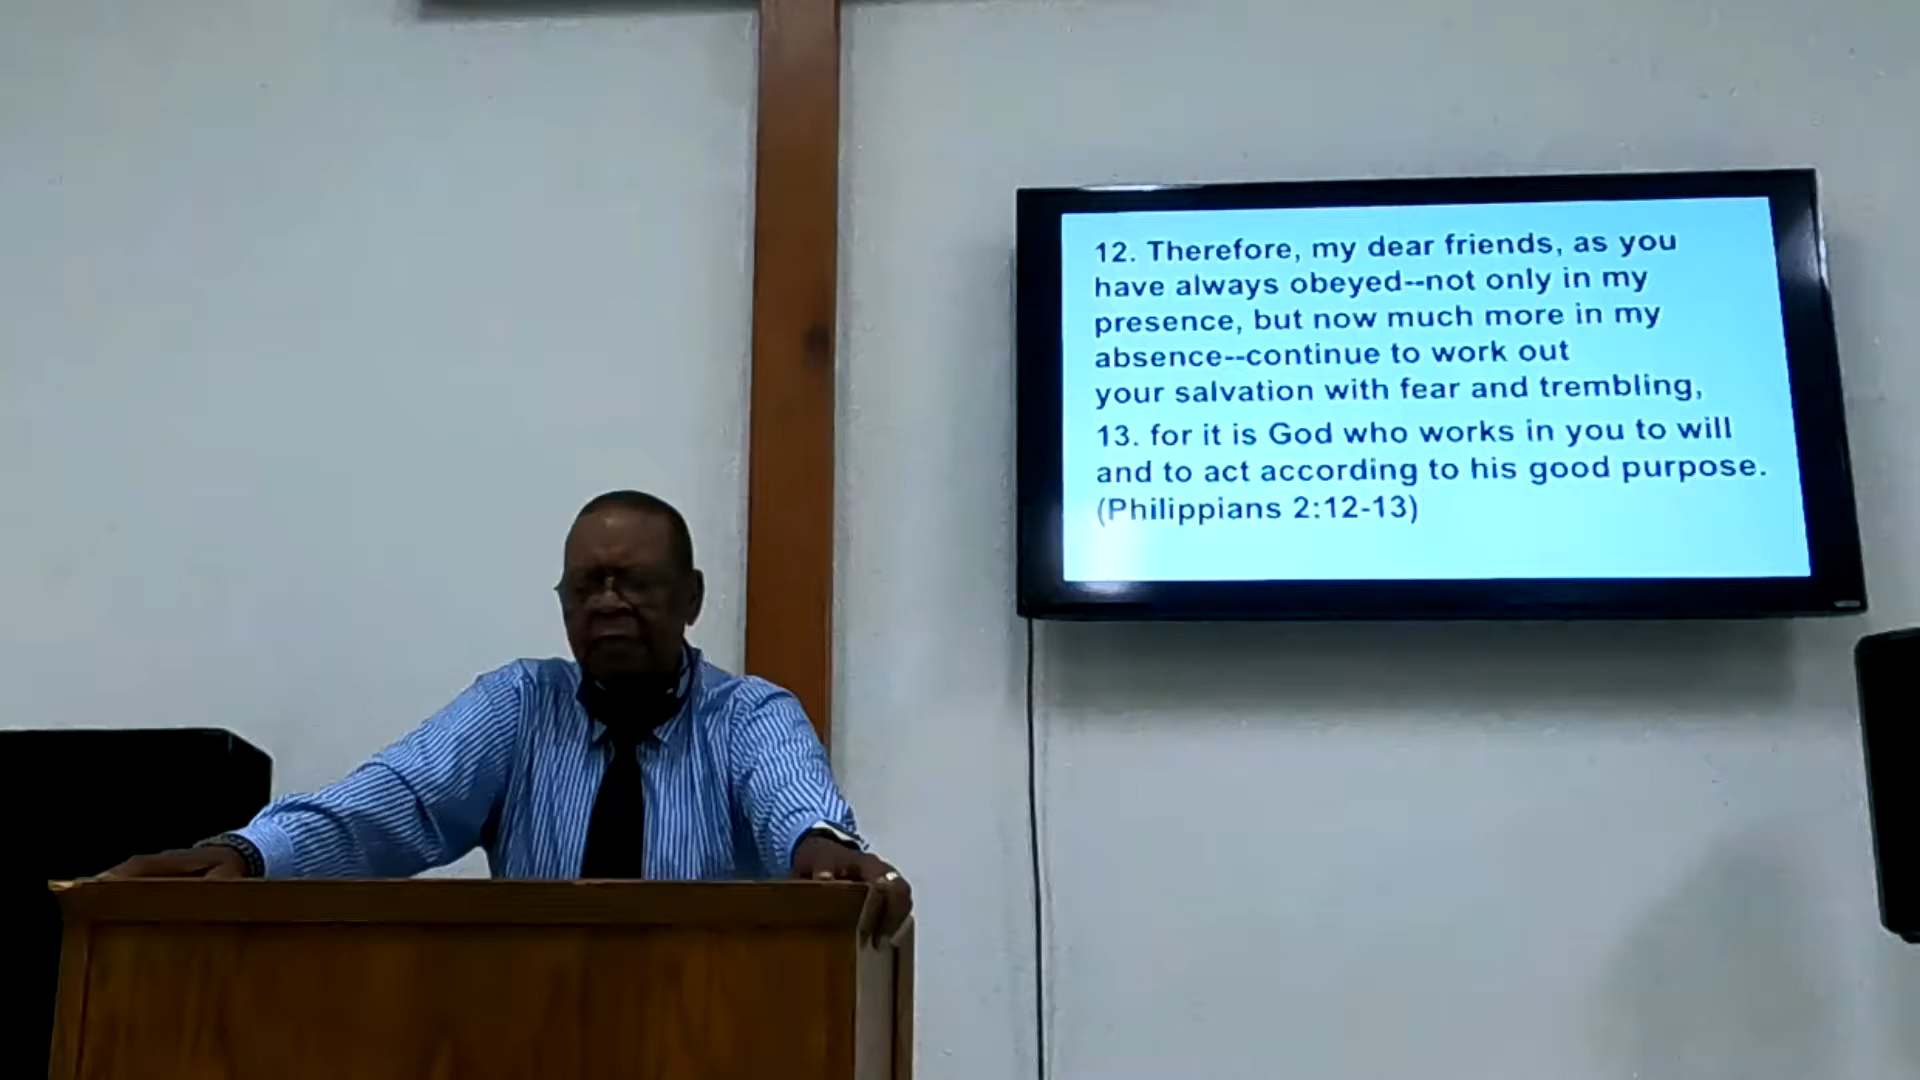 12. Therefore, my dear friends, as you
have always obeyed--not only in my
presence, but now much more in my
absence--continue to work out
your salvation with fear and trembling,
13. for it is God who works in you to will
and to act according to his good purpose.
(Philippians 2:12-13)